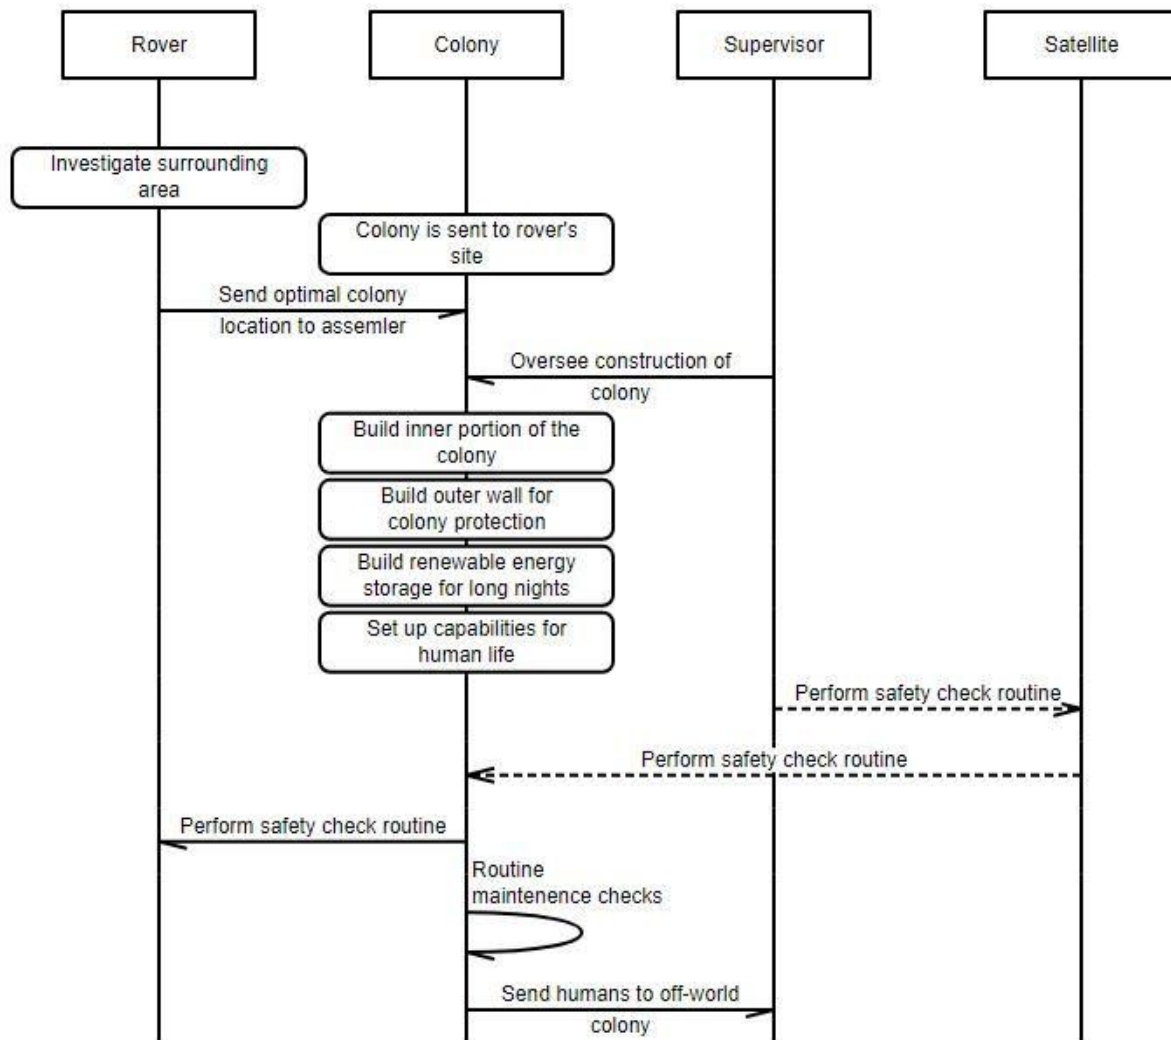 Rover
Colony
Supervisor
Satellite
Investigate surrounding
area
Colony is sent to rover's
site
Send optimal colony
location to assemler
Oversee construction of
colony
Build inner portion of the
colony
Build outer wall for
colony protection
Build renewable energy
storage for long nights
Set up capabilities for
human life
Perform safety check routine
Perform safety check routine
Perform safety check routine
Routine
maintenence checks
Send humans to off-world
colony